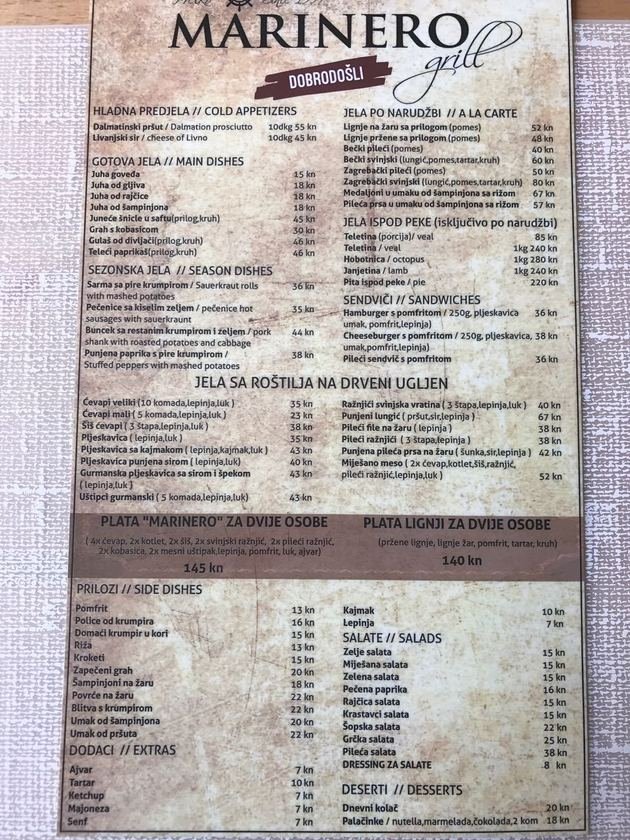 MARINERO
grill
DOBRODOŠLI
HLADNA PREDJELA // COLD APPETIZERS
Dalmatinski pršut / Dalmation prosciutto 10dkg 55 kn
Livanjski sir / cheese of Livno 10dkg 45 kn
GOTOVA JELA // MAIN DISHES
Juha goveđa 15 kn
Juha od gljiva 18 kn
Juha od rajčice 18 kn
Juha od šampinjona 18 kn
Juneće šnicle u saftu(prilog,kruh) 45 kn
Grah s kobasicom 30 kn
Gulaš od divljači(prilog,kruh) 46 kn
Teleći paprikaš(prilog,kruh) 46 kn
SEZONSKA JELA // SEASON DISHES
Sarma sa pire krumpirom / Sauerkraut rolls 36 kn
with mashed potatoes
Pečenice sa kiselim zeljem / pečenice hot 35 kn
sausages with sauerkraunt
Buncek sa restanim krumpirom i zeljem / pork 44 kn
shank with roasted potatoes and cabbage
Punjena paprika s pire krumpirom / 38 kn
Stuffed peppers with mashed potatoes
JELA PO NARUDŽBI // A LA CARTE
Lignje na žaru sa prilogom (pomes) 52 kn
Lignje pržene sa prilogom (pomes) 48 kn
Bečki pileći (pomes) 40 kn
Bečki svinjski (lungić,pomes,tartar,kruh) 60 kn
Zagrebački pileći (pomes) 50 kn
Zagrebački svinjski (lungić,pomes,tartar,kruh) 80 kn
Medaljoni u umaku od šampinjona sa rižom 67 kn
Pileća prsa u umaku od šampinjona sa rižom 57 kn
JELA ISPOD PEKE (isključivo po narudžbi)
Teletina (porcija)/ veal 85 kn
Teletina / veal 1kg 240 kn
Hobotnica / octopus 1kg 280 kn
Janjetina / lamb 1kg 240 kn
Pita ispod peke / pie 220 kn
SENDVIČI // SANDWICHES
Hamburger s pomfritom / 250g, pljeskavica 36 kn
umak, pomfrit,lepinja)
Cheeseburger s pomfritom / 250g, pljeskavica, 38 kn
umak,pomfrit,lepinja)
Pileći sendvič s pomfritom 36 kn
JELA SA ROŠTILJA NA DRVENI UGLJEN
Ćevapi veliki (10 komada,lepinja,luk ) 35 kn
Ćevapi mali ( 5 komada,lepinja,luk ) 23 kn
Šiš ćevapi ( 3 štapa,lepinja,luk ) 38 kn
Pljeskavica ( lepinja,luk ) 35 kn
Pljeskavica sa kajmakom ( lepinja,kajmak,luk ) 43 kn
Pljeskavica punjena sirom ( lepinja,luk) 40 kn
Gurmanska pljeskavica sa sirom i špekom 43 kn
( lepinja,luk )
Uštipci gurmanski ( 5 komada,lepinja,luk) 43 kn
Ražnjići svinjska vratina ( 3 štapa,lepinja,luk ) 40 kn
Punjeni lungić ( pršut,sir,lepinja ) 67 kn
Pileći file na žaru ( lepinja ) 38 kn
Pileći ražnjići ( 3 štapa,lepinja ) 38 kn
Punjena pileća prsa na žaru ( šunka,sir,lepinja ) 42 kn
Miješano meso ( 2x ćevap,kotlet,šiš,ražnjić,
pileći ražnjić,lepinja,luk ) 52 kn
PLATA "MARINERO" ZA DVIJE OSOBE
( 4x ćevap, 2x kotlet, 2x šiš, 2x svinjski ražnjić, 2x pileći ražnjić,
2x kobasica, 2x mesni uštipak,lepinja, pomfrit, luk, ajvar)
145 kn
PLATA LIGNJI ZA DVIJE OSOBE
(pržene lignje, lignje žar, pomfrit, tartar, kruh)
140 kn
PRILOZI // SIDE DISHES
Pomfrit 13 kn
Police od krumpira 16 kn
Domaći krumpir u kori 15 kn
Riža 13 kn
Kroketi 15 kn
Zapečeni grah 20 kn
Šampinjoni na žaru 18 kn
Povrće na žaru 22 kn
Blitva s krumpirom 22 kn
Umak od šampinjona 20 kn
Umak od pršuta 22 kn
DODACI // EXTRAS
Ajvar 7 kn
Tartar 10 kn
Ketchup 7 kn
Majoneza 7 kn
Senf 7 kn
Kajmak 10 kn
Lepinja 7 kn
SALATE // SALADS
Zelje salata 15 kn
Miješana salata 15 kn
Zelena salata 15 kn
Pečena paprika 16 kn
Rajčica salata 15 kn
Krastavci salata 15 kn
Šopska salata 22 kn
Grčka salata 25 kn
Pileća salata 38 kn
DRESSING ZA SALATE 8 kn
DESERTI // DESSERTS
Dnevni kolač 20 kn
Palačinke / nutella,marmelada,čokolada,2 kom 18 kn